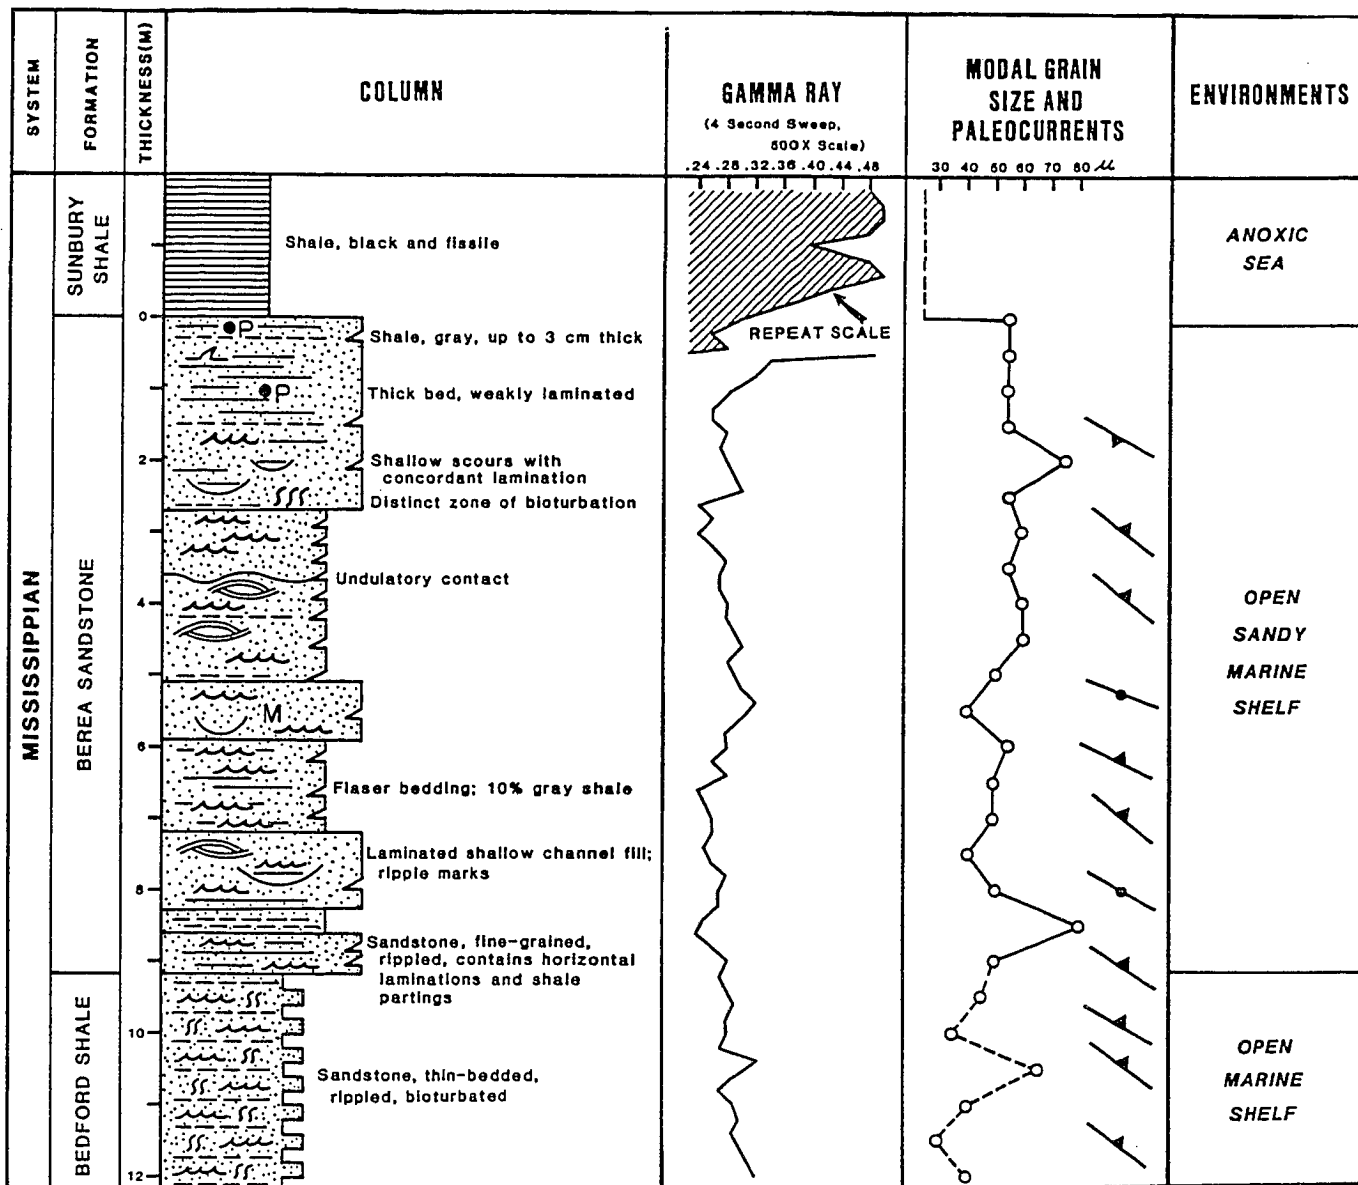 SYSTEM
FORMATION
THICKNESS(M)
COLUMN
GAMMA RAY
(4 Second Sweep,
500X Scale)
.24 .28 .32 .36 .40 .44 .48
MODAL GRAIN
SIZE AND
PALEOCURRENTS
30 40 50 60 70 80 µ
ENVIRONMENTS
MISSISSIPPIAN
SUNBURY
SHALE
BEREA SANDSTONE
BEDFORD SHALE
0
2
4
6
8
10
12
Shale, black and fissile
P
Shale, gray, up to 3 cm thick
P
Thick bed, weakly laminated
Shallow scours with
concordant lamination
Distinct zone of bioturbation
Undulatory contact
M
Flaser bedding; 10% gray shale
Laminated shallow channel fill;
ripple marks
Sandstone, fine-grained,
rippled, contains horizontal
laminations and shale
partings
Sandstone, thin-bedded,
rippled, bioturbated
REPEAT SCALE
ANOXIC
SEA
OPEN
SANDY
MARINE
SHELF
OPEN
MARINE
SHELF